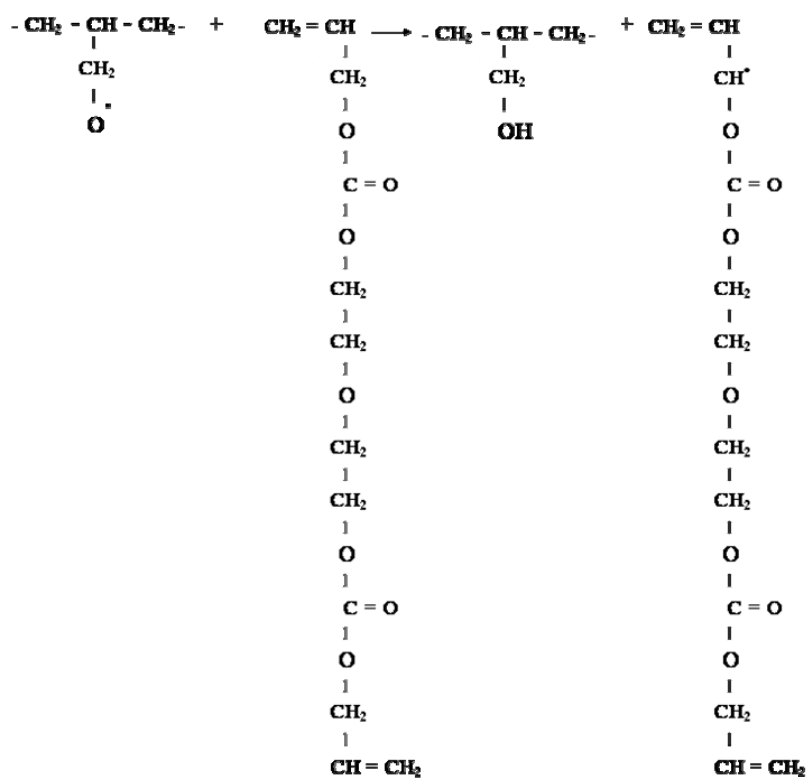 - CH₂ - CH - CH₂- + CH₂ = CH → - CH₂ - CH - CH₂- + CH₂ = CH
CH₂ CH₂ CH₂ CH•
O• O OH O
C = O C = O
O O
CH₂ CH₂
CH₂ CH₂
O O
CH₂ CH₂
CH₂ CH₂
O O
C = O C = O
O O
CH₂ CH₂
CH = CH₂ CH = CH₂